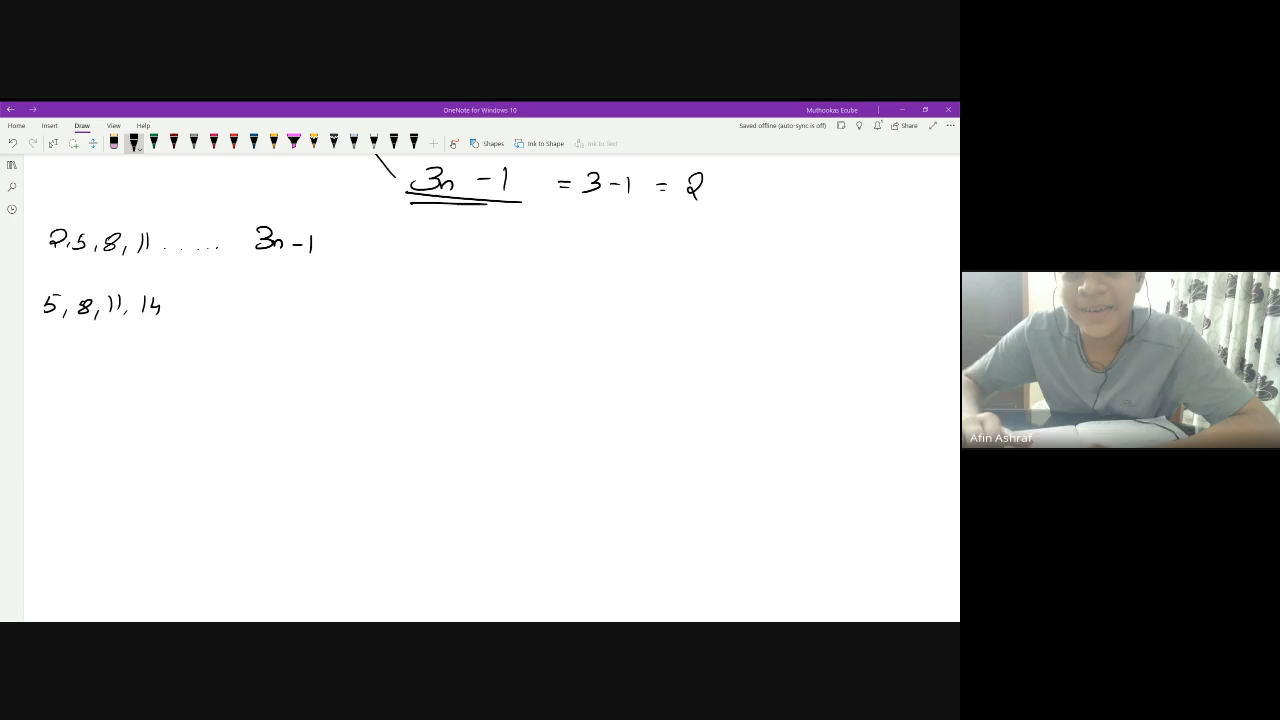 OneNote for Windows 10
Muthookas Ecube
Home Insert Draw View Help
Saved offline (auto-sync is off)
Share
Shapes
Ink to Shape
Ink to Text
3n - 1 = 3 - 1 = 2
2, 5, 8, 11 ...... 3n - 1
5, 8, 11, 14
Afin Ashraf